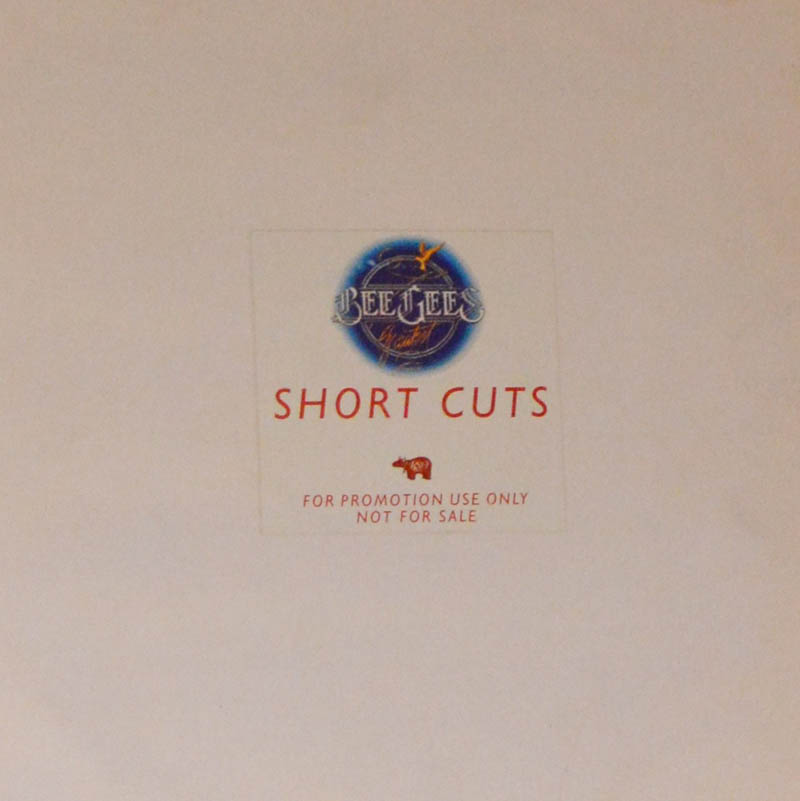 BEE GEES
Greatest
SHORT CUTS
FOR PROMOTION USE ONLY
NOT FOR SALE